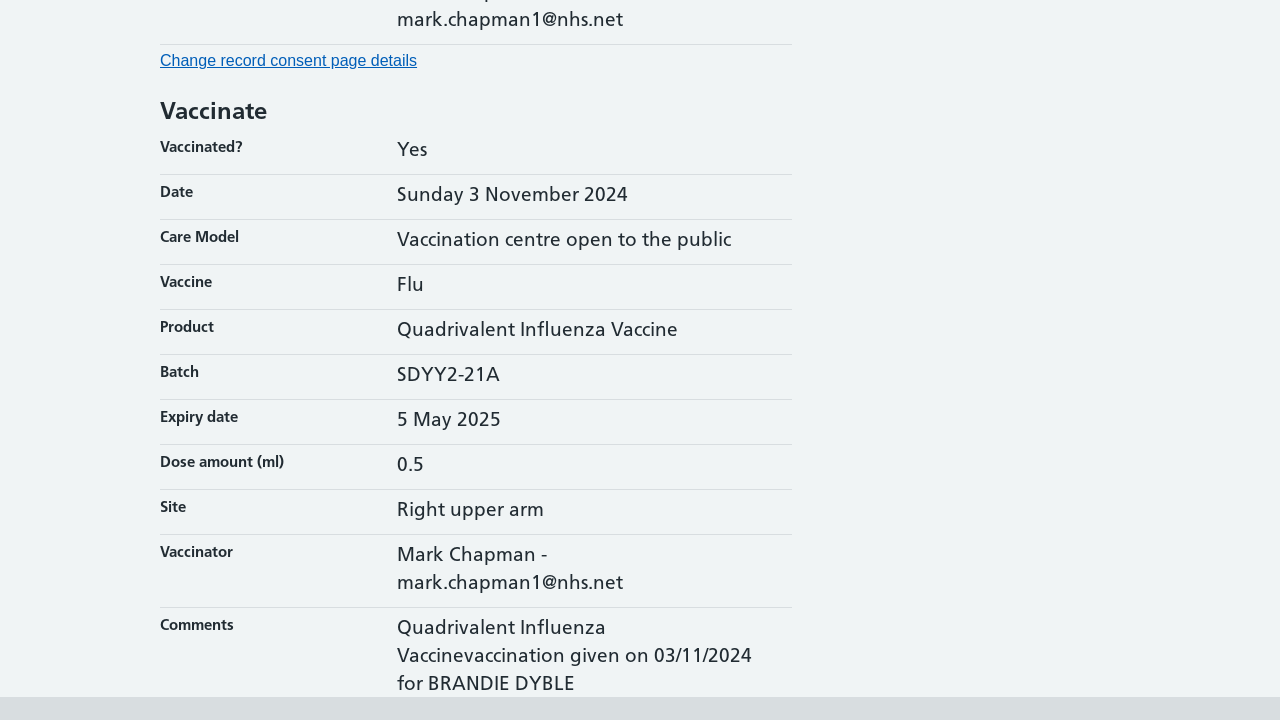 mark.chapman1@nhs.net
Change record consent page details
Vaccinate
Vaccinated? Yes
Date Sunday 3 November 2024
Care Model Vaccination centre open to the public
Vaccine Flu
Product Quadrivalent Influenza Vaccine
Batch SDYY2-21A
Expiry date 5 May 2025
Dose amount (ml) 0.5
Site Right upper arm
Vaccinator Mark Chapman -
mark.chapman1@nhs.net
Comments Quadrivalent Influenza
Vaccinevaccination given on 03/11/2024
for BRANDIE DYBLE